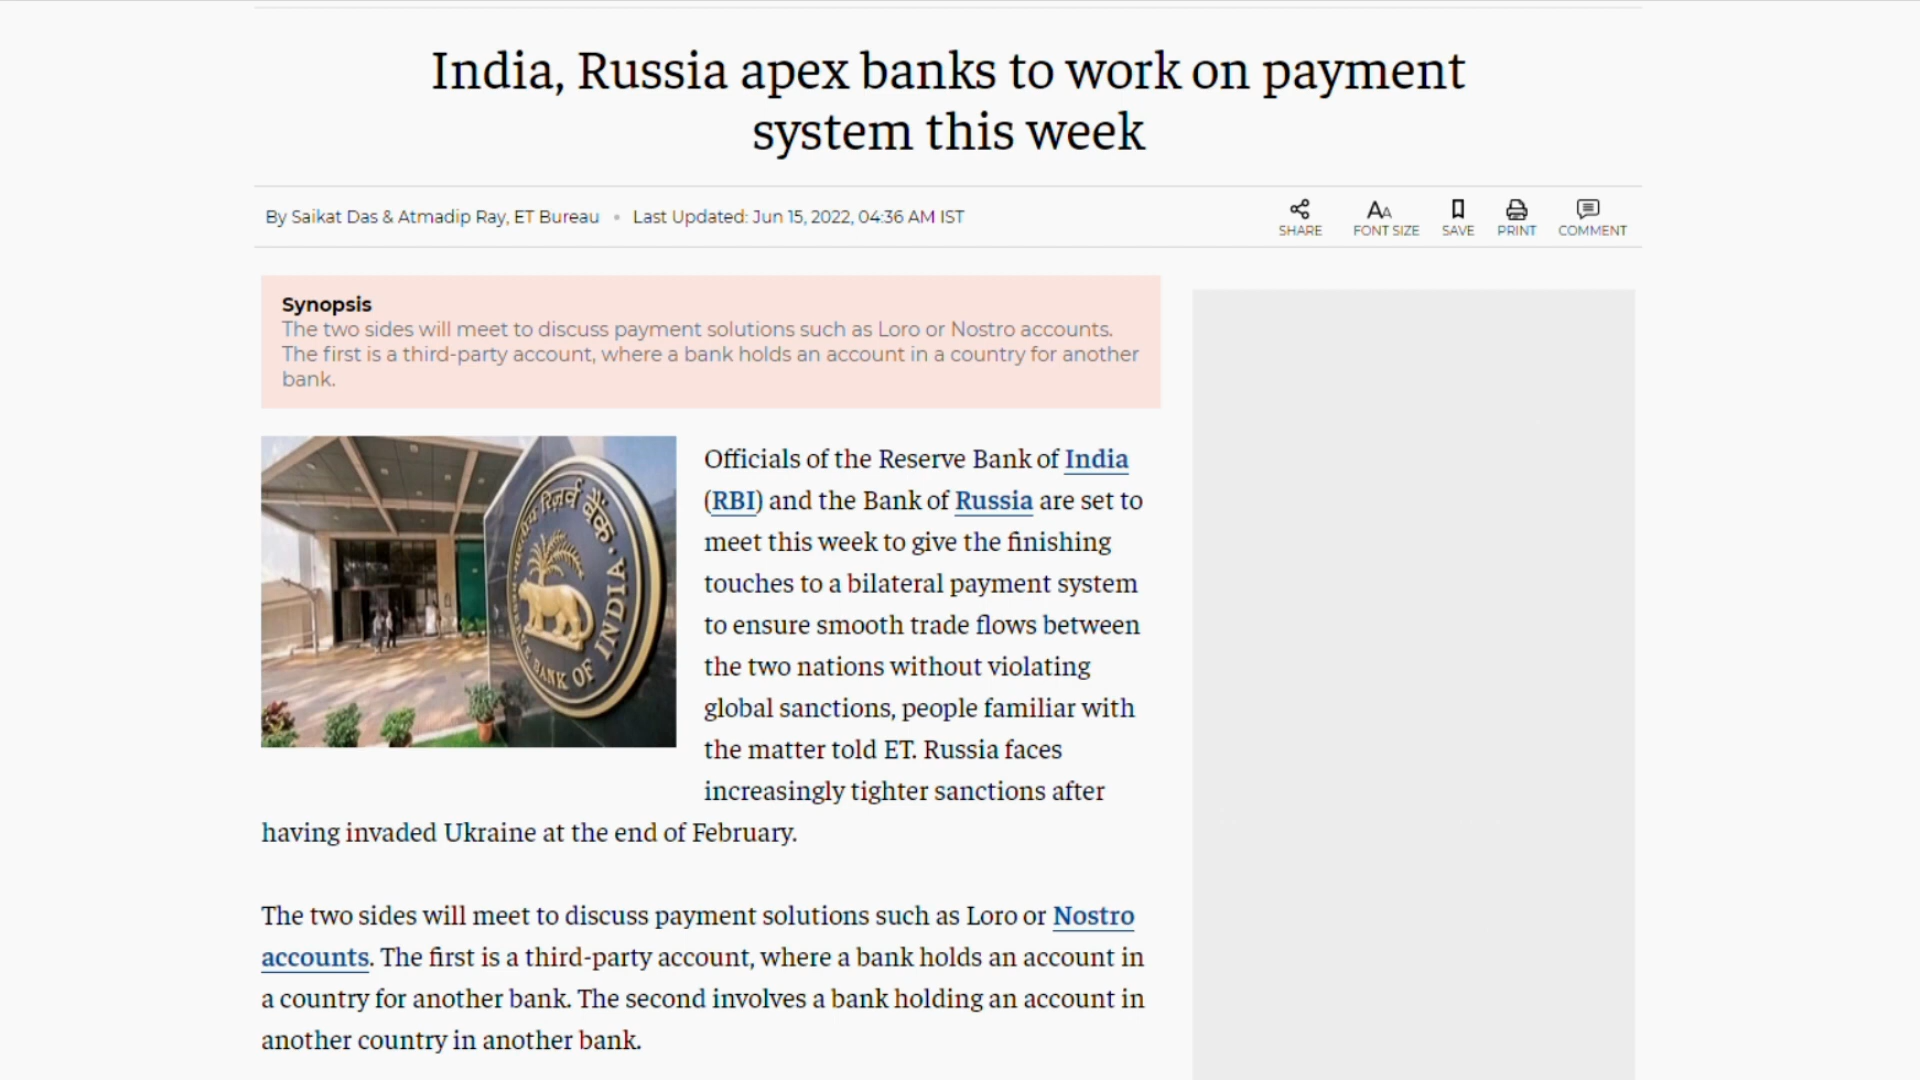 India, Russia apex banks to work on payment
system this week
By Saikat Das & Atmadip Ray, ET Bureau • Last Updated: Jun 15, 2022, 04:36 AM IST
SHARE
FONT SIZE
SAVE
PRINT
COMMENT
Synopsis
The two sides will meet to discuss payment solutions such as Loro or Nostro accounts.
The first is a third-party account, where a bank holds an account in a country for another
bank.
रिज़र्व बैंक
BANK OF INDIA
Officials of the Reserve Bank of India
(RBI) and the Bank of Russia are set to
meet this week to give the finishing
touches to a bilateral payment system
to ensure smooth trade flows between
the two nations without violating
global sanctions, people familiar with
the matter told ET. Russia faces
increasingly tighter sanctions after
having invaded Ukraine at the end of February.
The two sides will meet to discuss payment solutions such as Loro or Nostro
accounts. The first is a third-party account, where a bank holds an account in
a country for another bank. The second involves a bank holding an account in
another country in another bank.